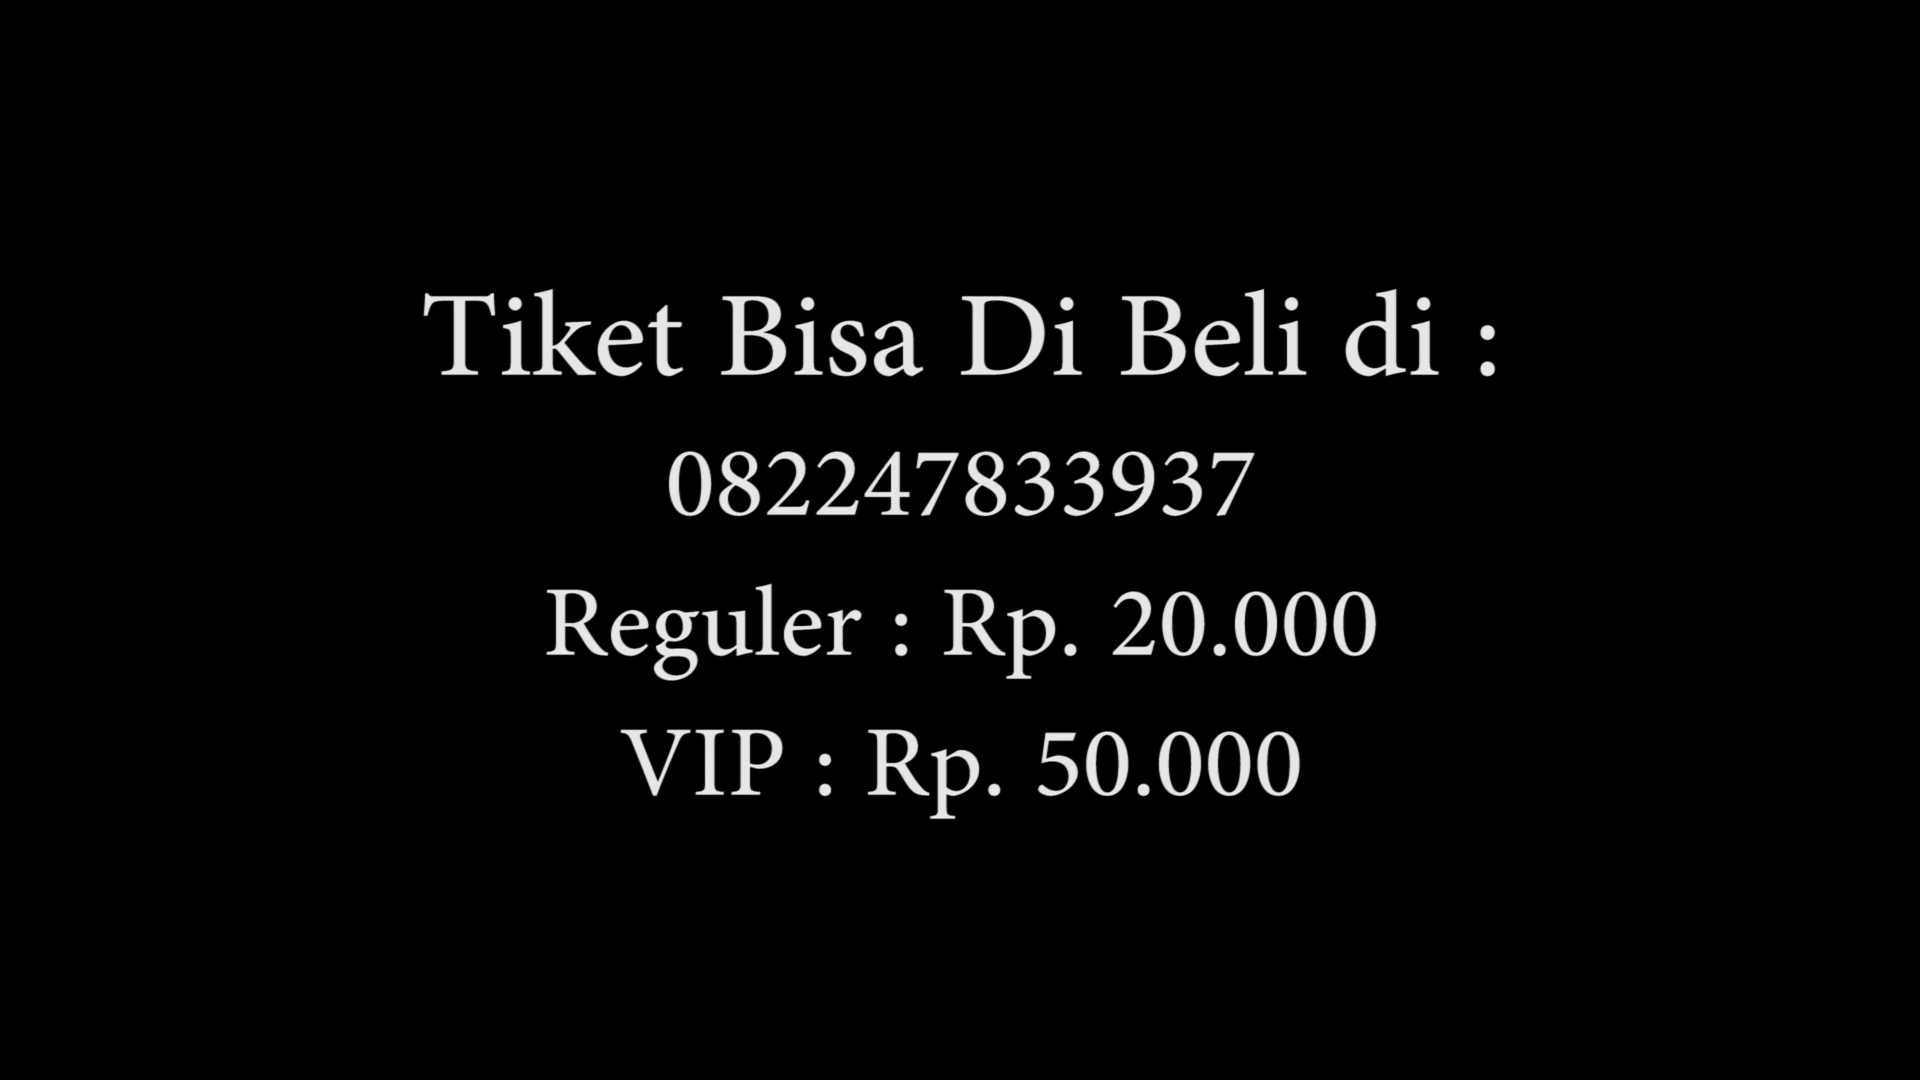 Tiket Bisa Di Beli di :
082247833937
Reguler : Rp. 20.000
VIP : Rp. 50.000